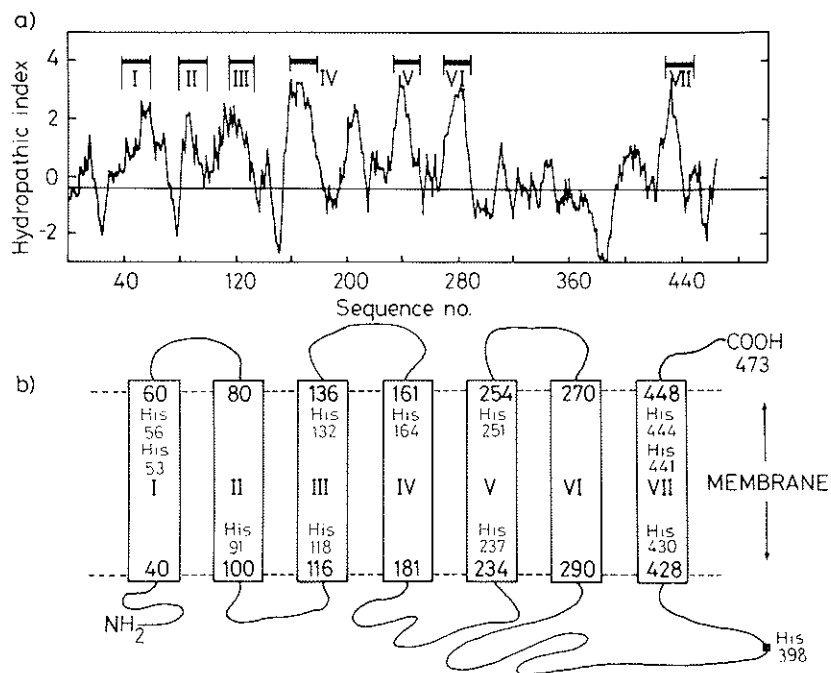 a)
Hydropathic index
4
2
0
-2
I II III IV V VI VII
40 120 200 280 360 440
Sequence no.
b)
COOH
473
60 80 136 161 254 270 448
His His His His His
56 132 164 251 444
His His
53 441
I II III IV V VI VII
MEMBRANE
His His His His
91 118 237 430
40 100 116 181 234 290 428
NH2
His
398